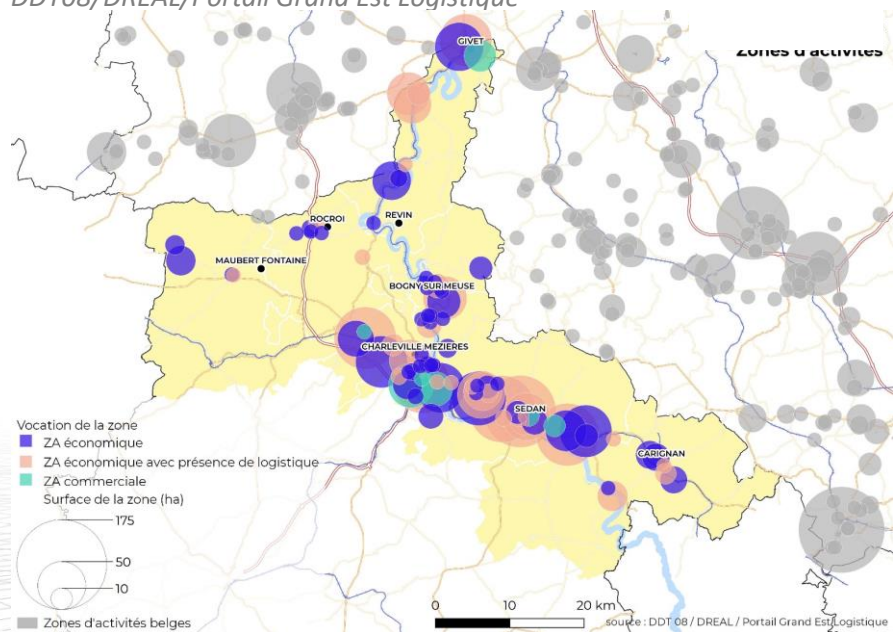 DDT08/DREAL/Portail Grand Est Logistique
Zones d'activités
GIVET
ROCROI
REVIN
MAUBERT FONTAINE
BOGNY SUR MEUSE
CHARLEVILLE MEZIERES
SEDAN
CARIGNAN
Vocation de la zone
ZA économique
ZA économique avec présence de logistique
ZA commerciale
Surface de la zone (ha)
175
50
10
Zones d'activités belges
0 10 20 km
source : DDT 08 / DREAL / Portail Grand Est Logistique